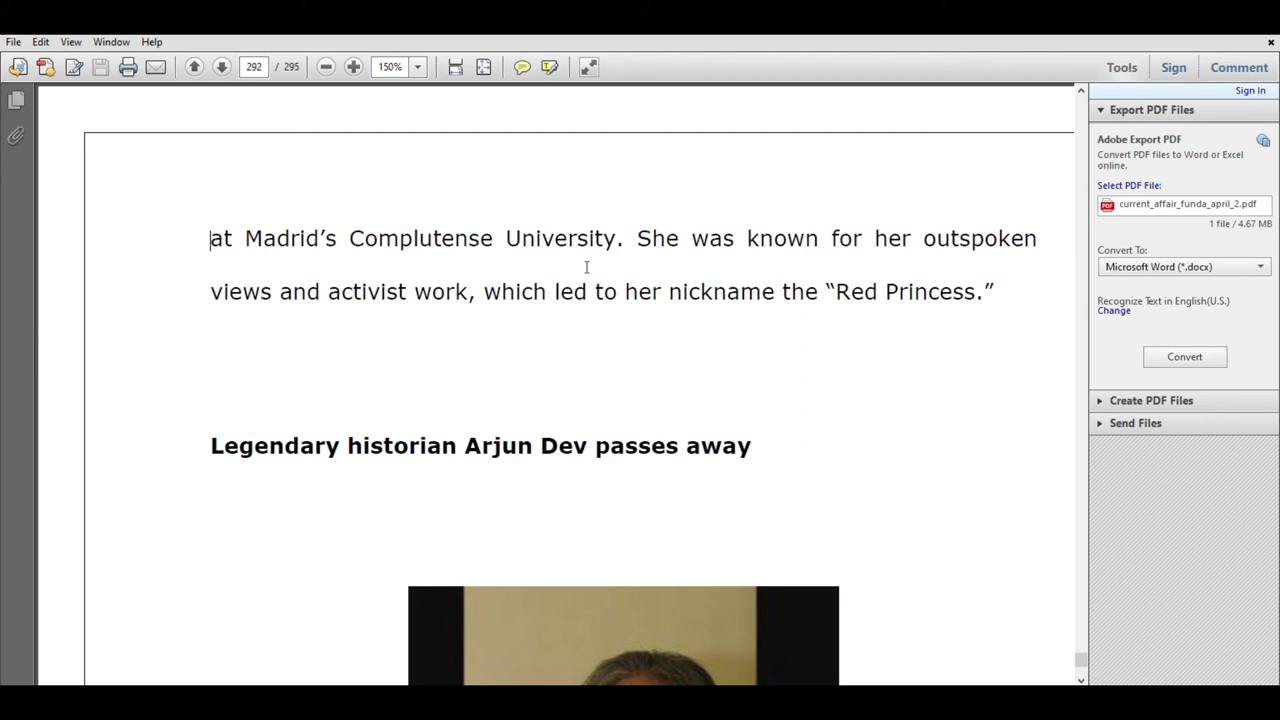 File Edit View Window Help
292 / 295 150% Tools Sign Comment
Sign In
Export PDF Files
Adobe Export PDF
Convert PDF files to Word or Excel
online.
Select PDF File:
current_affair_funda_april_2.pdf
1 file / 4.67 MB
Convert To:
Microsoft Word (*.docx)
Recognize Text in English(U.S.)
Change
Convert
Create PDF Files
Send Files
at Madrid’s Complutense University. She was known for her outspoken
views and activist work, which led to her nickname the “Red Princess.”
Legendary historian Arjun Dev passes away